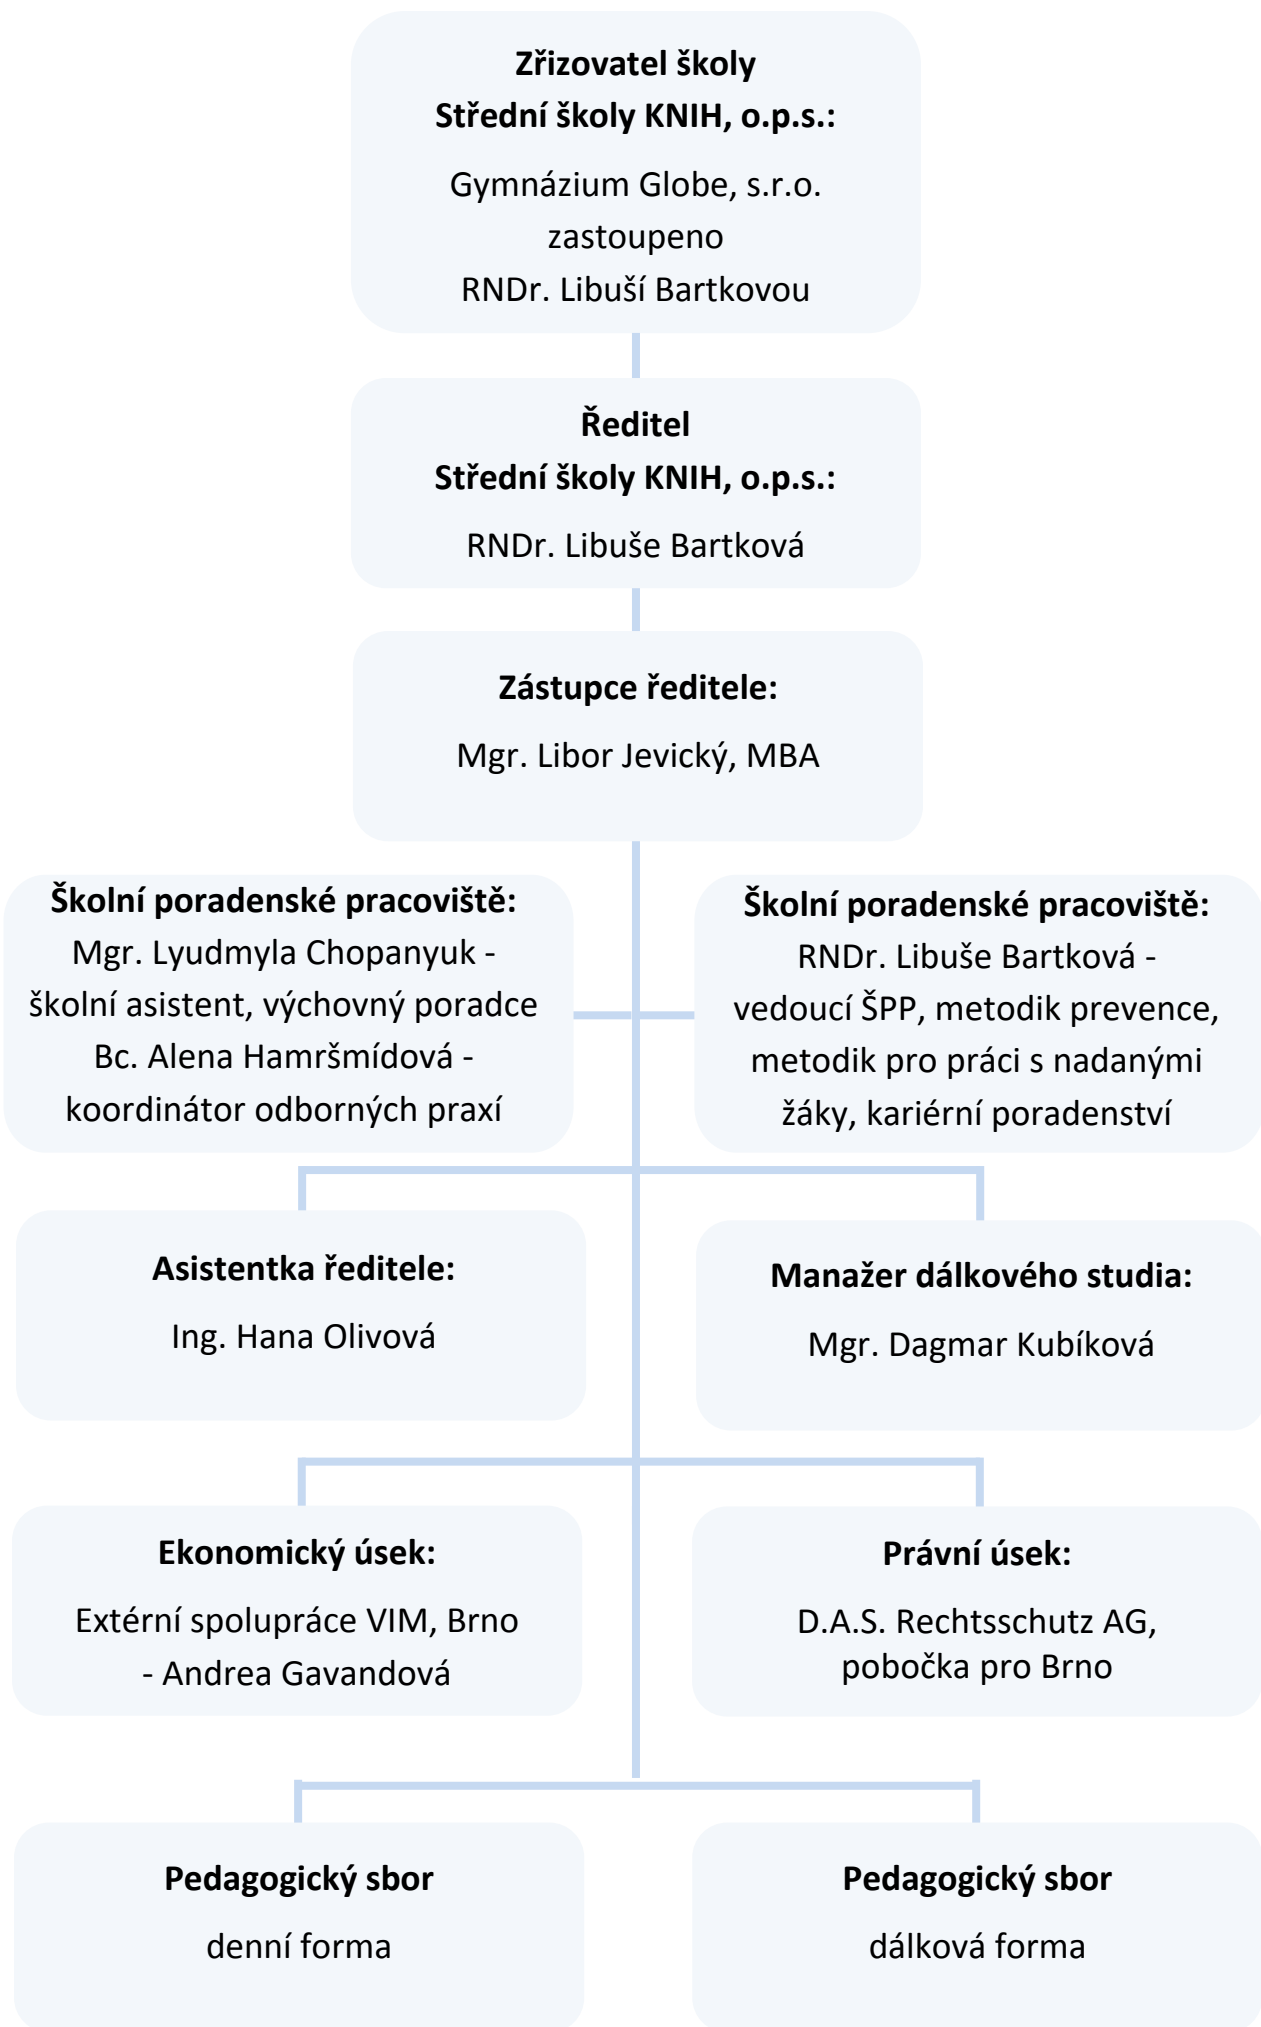 Zřizovatel školy
Střední školy KNIH, o.p.s.:
Gymnázium Globe, s.r.o.
zastoupeno
RNDr. Libuší Bartkovou
Ředitel
Střední školy KNIH, o.p.s.:
RNDr. Libuše Bartková
Zástupce ředitele:
Mgr. Libor Jevický, MBA
Školní poradenské pracoviště:
Mgr. Lyudmyla Chopanyuk -
školní asistent, výchovný poradce
Bc. Alena Hamršmídová -
koordinátor odborných praxí
Školní poradenské pracoviště:
RNDr. Libuše Bartková -
vedoucí ŠPP, metodik prevence,
metodik pro práci s nadanými
žáky, kariérní poradenství
Asistentka ředitele:
Ing. Hana Olivová
Manažer dálkového studia:
Mgr. Dagmar Kubíková
Ekonomický úsek:
Extérní spolupráce VIM, Brno
- Andrea Gavandová
Právní úsek:
D.A.S. Rechtsschutz AG,
pobočka pro Brno
Pedagogický sbor
denní forma
Pedagogický sbor
dálková forma